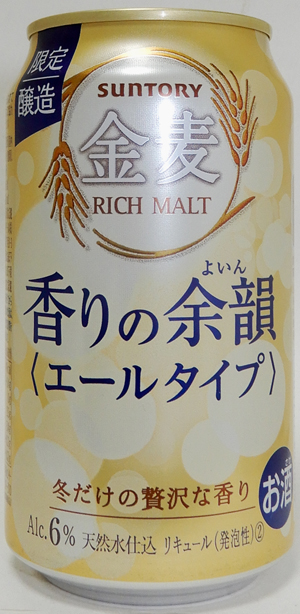 限定
醸造
SUNTORY
金麦
RICH MALT
よいん
香りの余韻
〈エールタイプ〉
冬だけの贅沢な香り
お酒
Alc.6% 天然水仕込 リキュール(発泡性)②